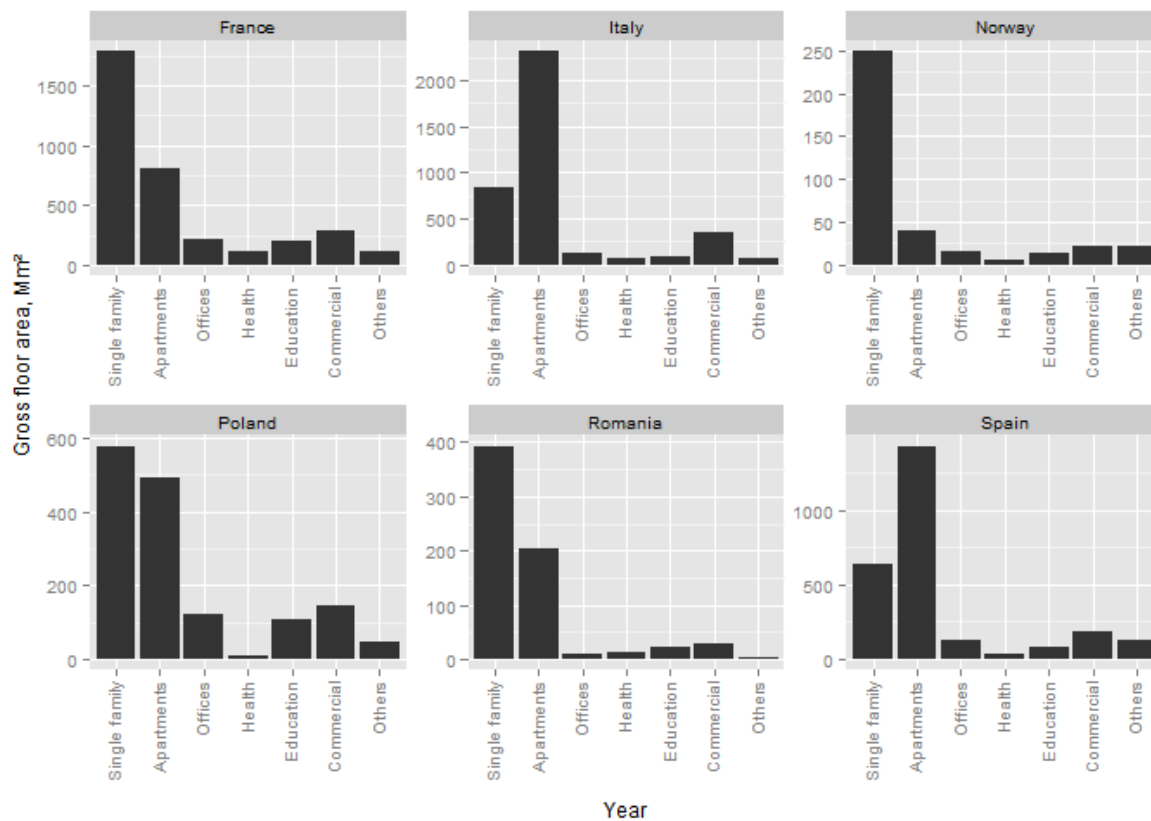 France
Italy
Norway
Gross floor area, Mm²
1500
1000
500
0
2000
1500
1000
500
0
250
200
150
100
50
0
Single family
Apartments
Offices
Health
Education
Commercial
Others
Single family
Apartments
Offices
Health
Education
Commercial
Others
Single family
Apartments
Offices
Health
Education
Commercial
Others
Poland
Romania
Spain
600
400
200
0
400
300
200
100
0
1000
500
0
Single family
Apartments
Offices
Health
Education
Commercial
Others
Single family
Apartments
Offices
Health
Education
Commercial
Others
Single family
Apartments
Offices
Health
Education
Commercial
Others
Year